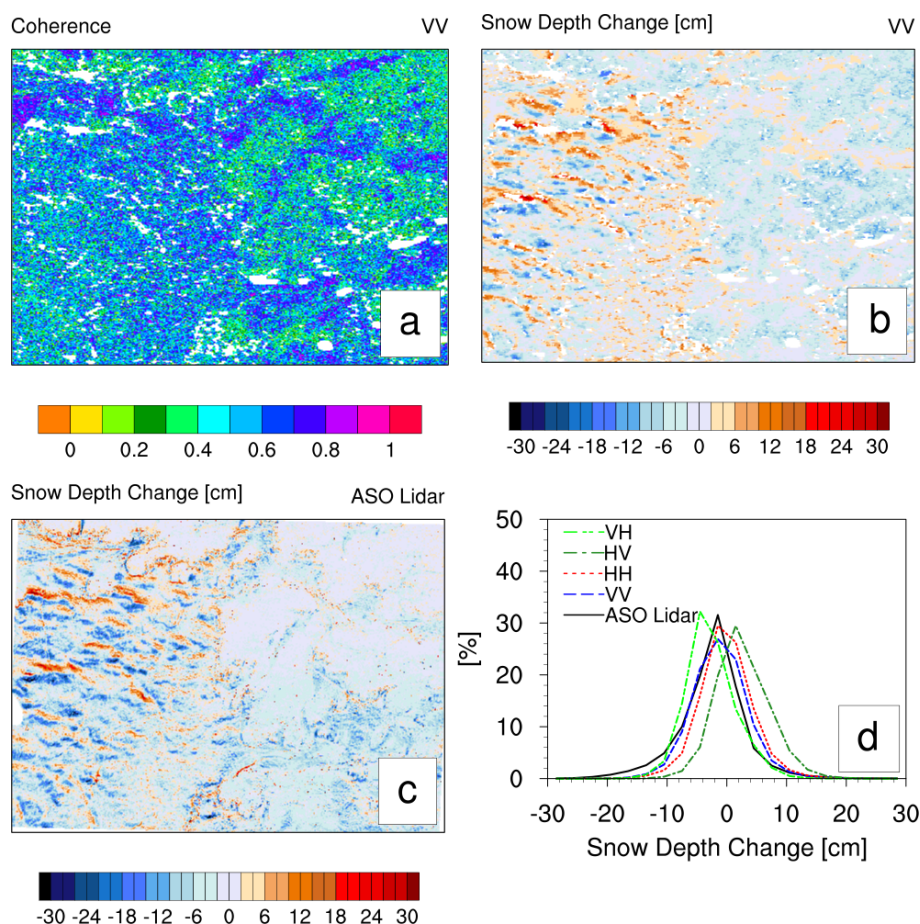 Coherence VV
a
0 0.2 0.4 0.6 0.8 1
Snow Depth Change [cm] VV
b
-30 -24 -18 -12 -6 0 6 12 18 24 30
Snow Depth Change [cm] ASO Lidar
c
-30 -24 -18 -12 -6 0 6 12 18 24 30
50
40
30
20
10
0
[%]
VH
HV
HH
VV
ASO Lidar
d
-30 -20 -10 0 10 20 30
Snow Depth Change [cm]